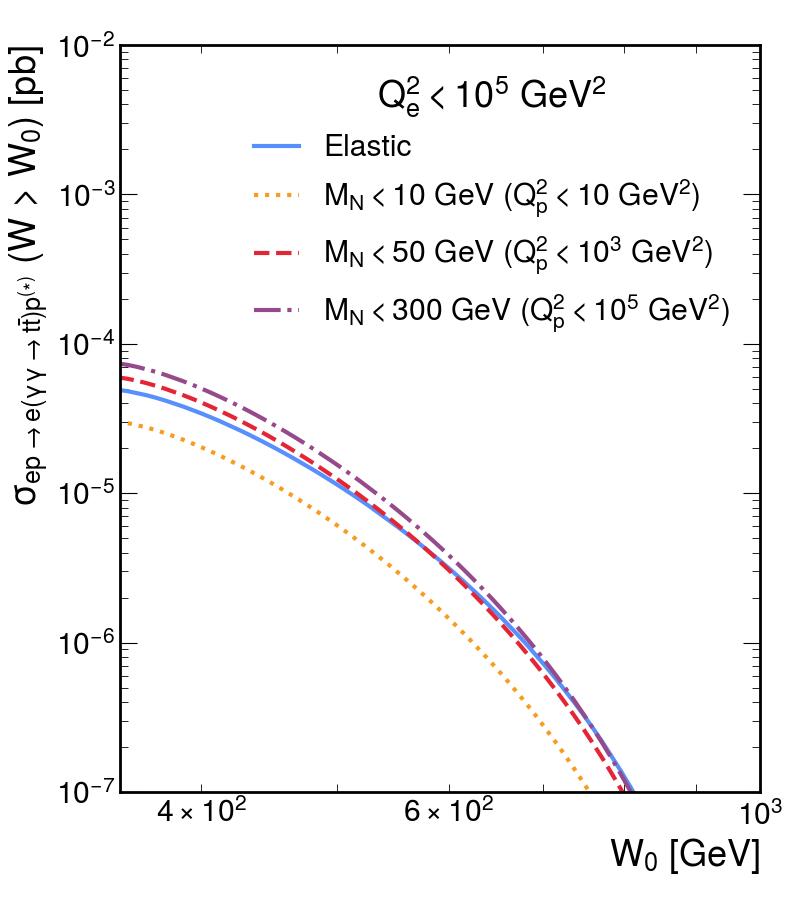 σ_ep → e(γγ → tt̄)p^(*) (W > W_0) [pb]
10^-2
10^-3
10^-4
10^-5
10^-6
10^-7
Q_e^2 < 10^5 GeV^2
Elastic
M_N < 10 GeV (Q_p^2 < 10 GeV^2)
M_N < 50 GeV (Q_p^2 < 10^3 GeV^2)
M_N < 300 GeV (Q_p^2 < 10^5 GeV^2)
4 × 10^2
6 × 10^2
10^3
W_0 [GeV]